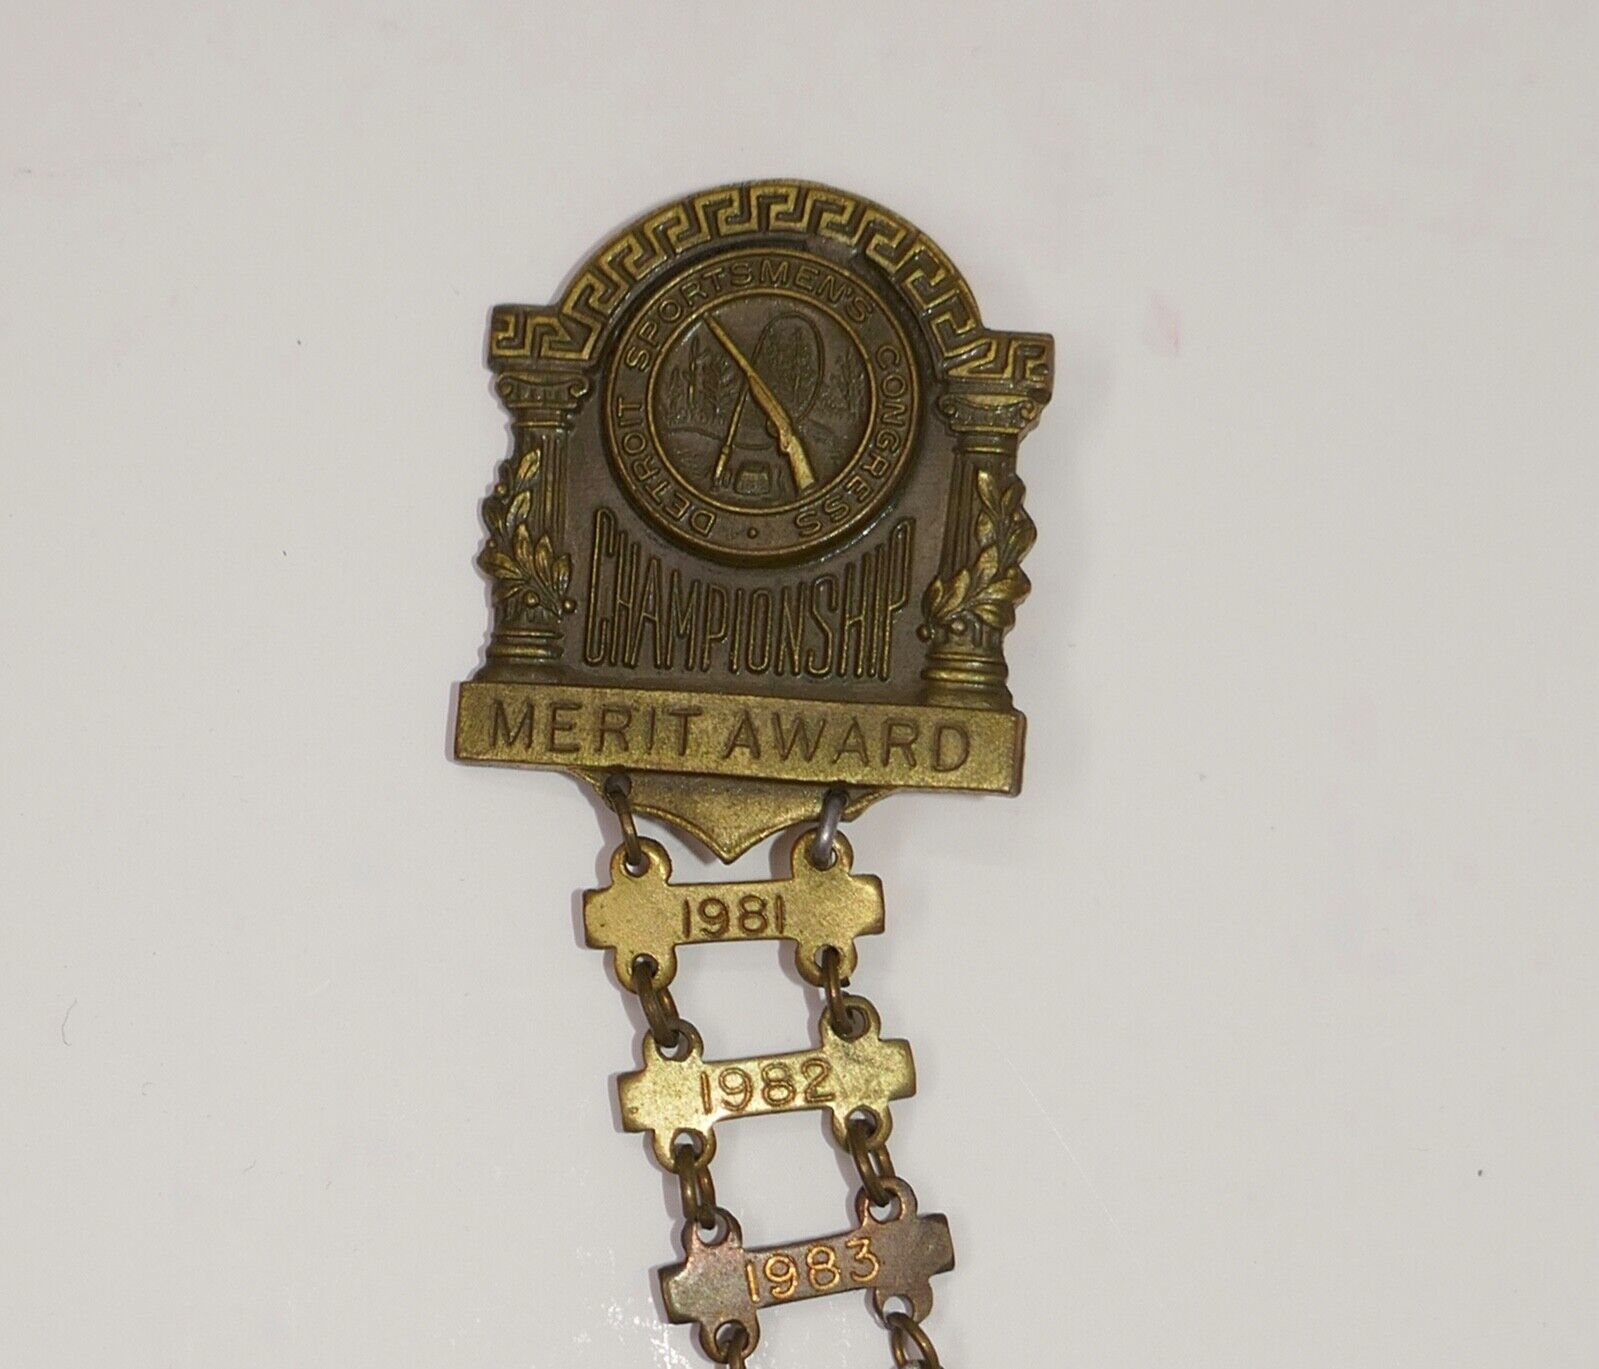 DETROIT SPORTSMEN'S CONGRESS •
CHAMPIONSHIP
MERIT AWARD
1981
1982
1983